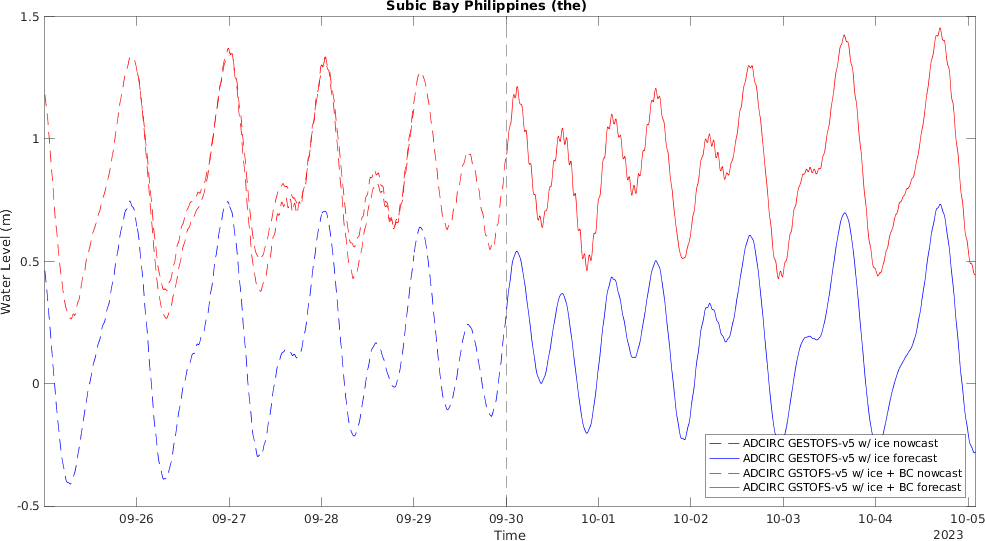 Subic Bay Philippines (the)
1.5
1
0.5
0
-0.5
Water Level (m)
ADCIRC GESTOFS-v5 w/ ice nowcast
ADCIRC GESTOFS-v5 w/ ice forecast
ADCIRC GSTOFS-v5 w/ ice + BC nowcast
ADCIRC GSTOFS-v5 w/ ice + BC forecast
09-26 09-27 09-28 09-29 09-30 10-01 10-02 10-03 10-04 10-05
Time
2023